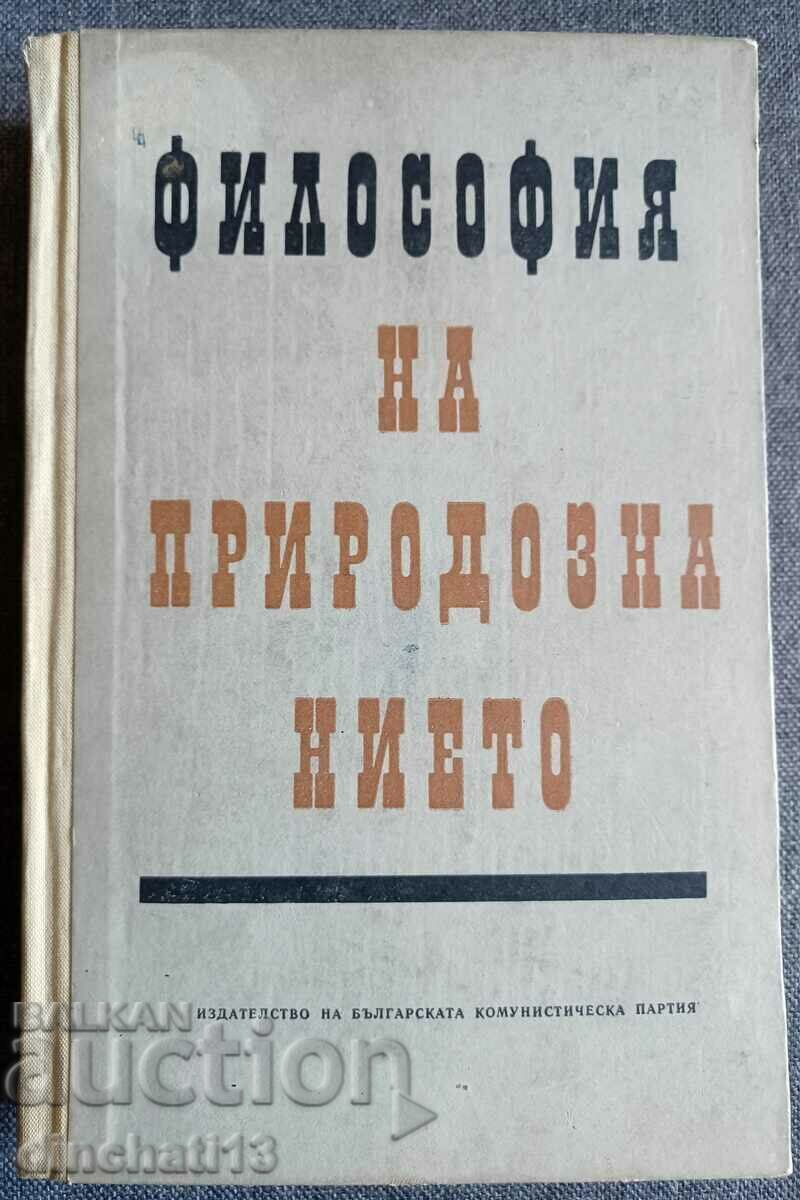 ФИЛОСОФИЯ
НА
ПРИРОДОЗНА
НИЕТО
ИЗДАТЕЛСТВО НА БЪЛГАРСКАТА КОМУНИСТИЧЕСКА ПАРТИЯ
BALKAN
auction
dinchati13